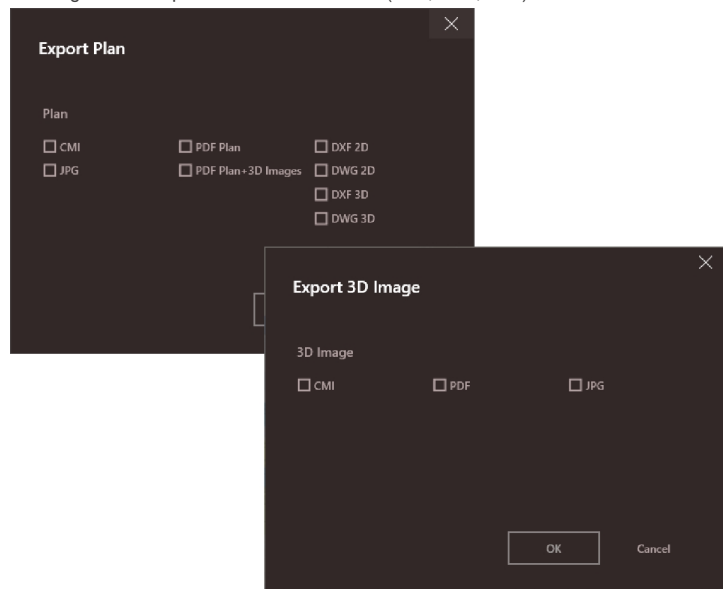 Export Plan
Plan
CMI PDF Plan DXF 2D
JPG PDF Plan+3D Images DWG 2D
DXF 3D
DWG 3D
Export 3D Image
3D Image
CMI PDF JPG
OK Cancel